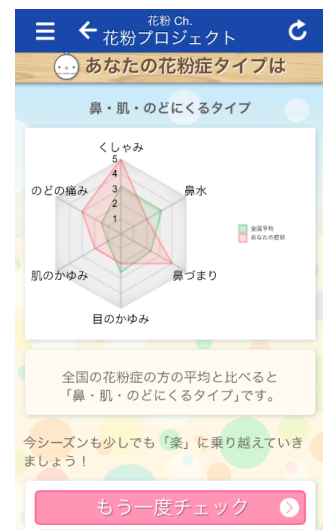 花粉 Ch.
花粉プロジェクト
あなたの花粉症タイプは
鼻・肌・のどにくるタイプ
くしゃみ
5
4
3
2
1
のどの痛み
鼻水
全国平均
あなたの症状
肌のかゆみ
鼻づまり
目のかゆみ
全国の花粉症の方の平均と比べると
「鼻・肌・のどにくるタイプ」です。
今シーズンも少しでも「楽」に乗り越えていき
ましょう！
もう一度チェック